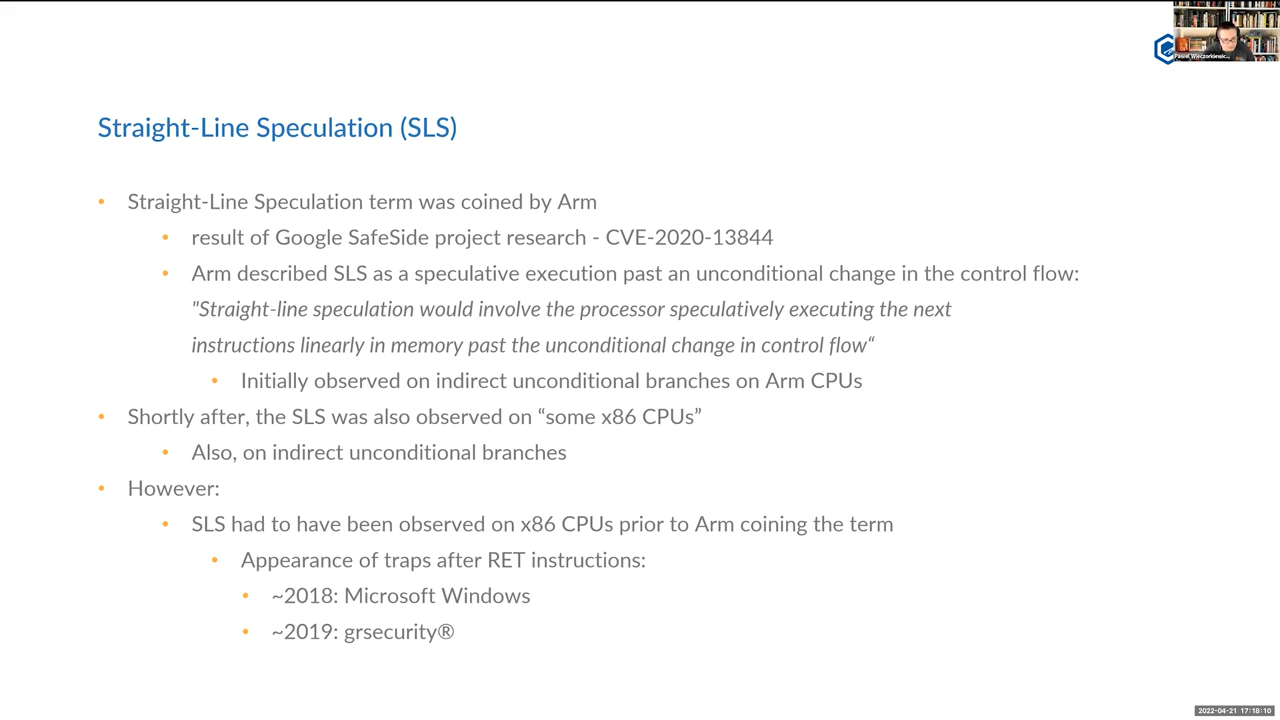 Pawel Wieczorkiewic...
Straight-Line Speculation (SLS)
• Straight-Line Speculation term was coined by Arm
• result of Google SafeSide project research - CVE-2020-13844
• Arm described SLS as a speculative execution past an unconditional change in the control flow:
"Straight-line speculation would involve the processor speculatively executing the next
instructions linearly in memory past the unconditional change in control flow“
• Initially observed on indirect unconditional branches on Arm CPUs
• Shortly after, the SLS was also observed on “some x86 CPUs”
• Also, on indirect unconditional branches
• However:
• SLS had to have been observed on x86 CPUs prior to Arm coining the term
• Appearance of traps after RET instructions:
• ~2018: Microsoft Windows
• ~2019: grsecurity®
2022-04-21 17:18:10